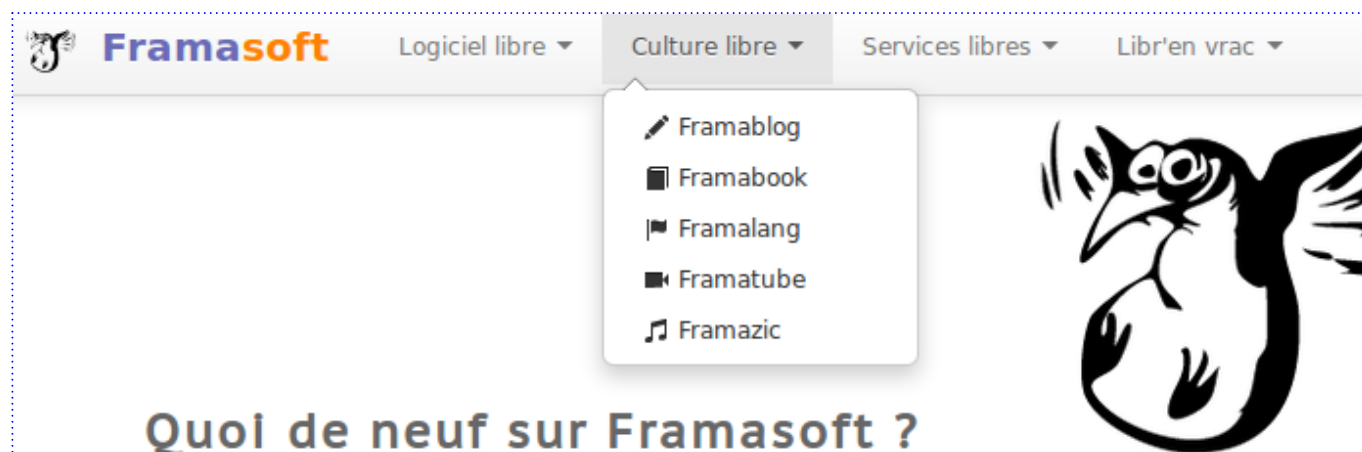 Framasoft Logiciel libre Culture libre Services libres Libr'en vrac
Framablog
Framabook
Framalang
Framatube
Framazic
Quoi de neuf sur Framasoft ?